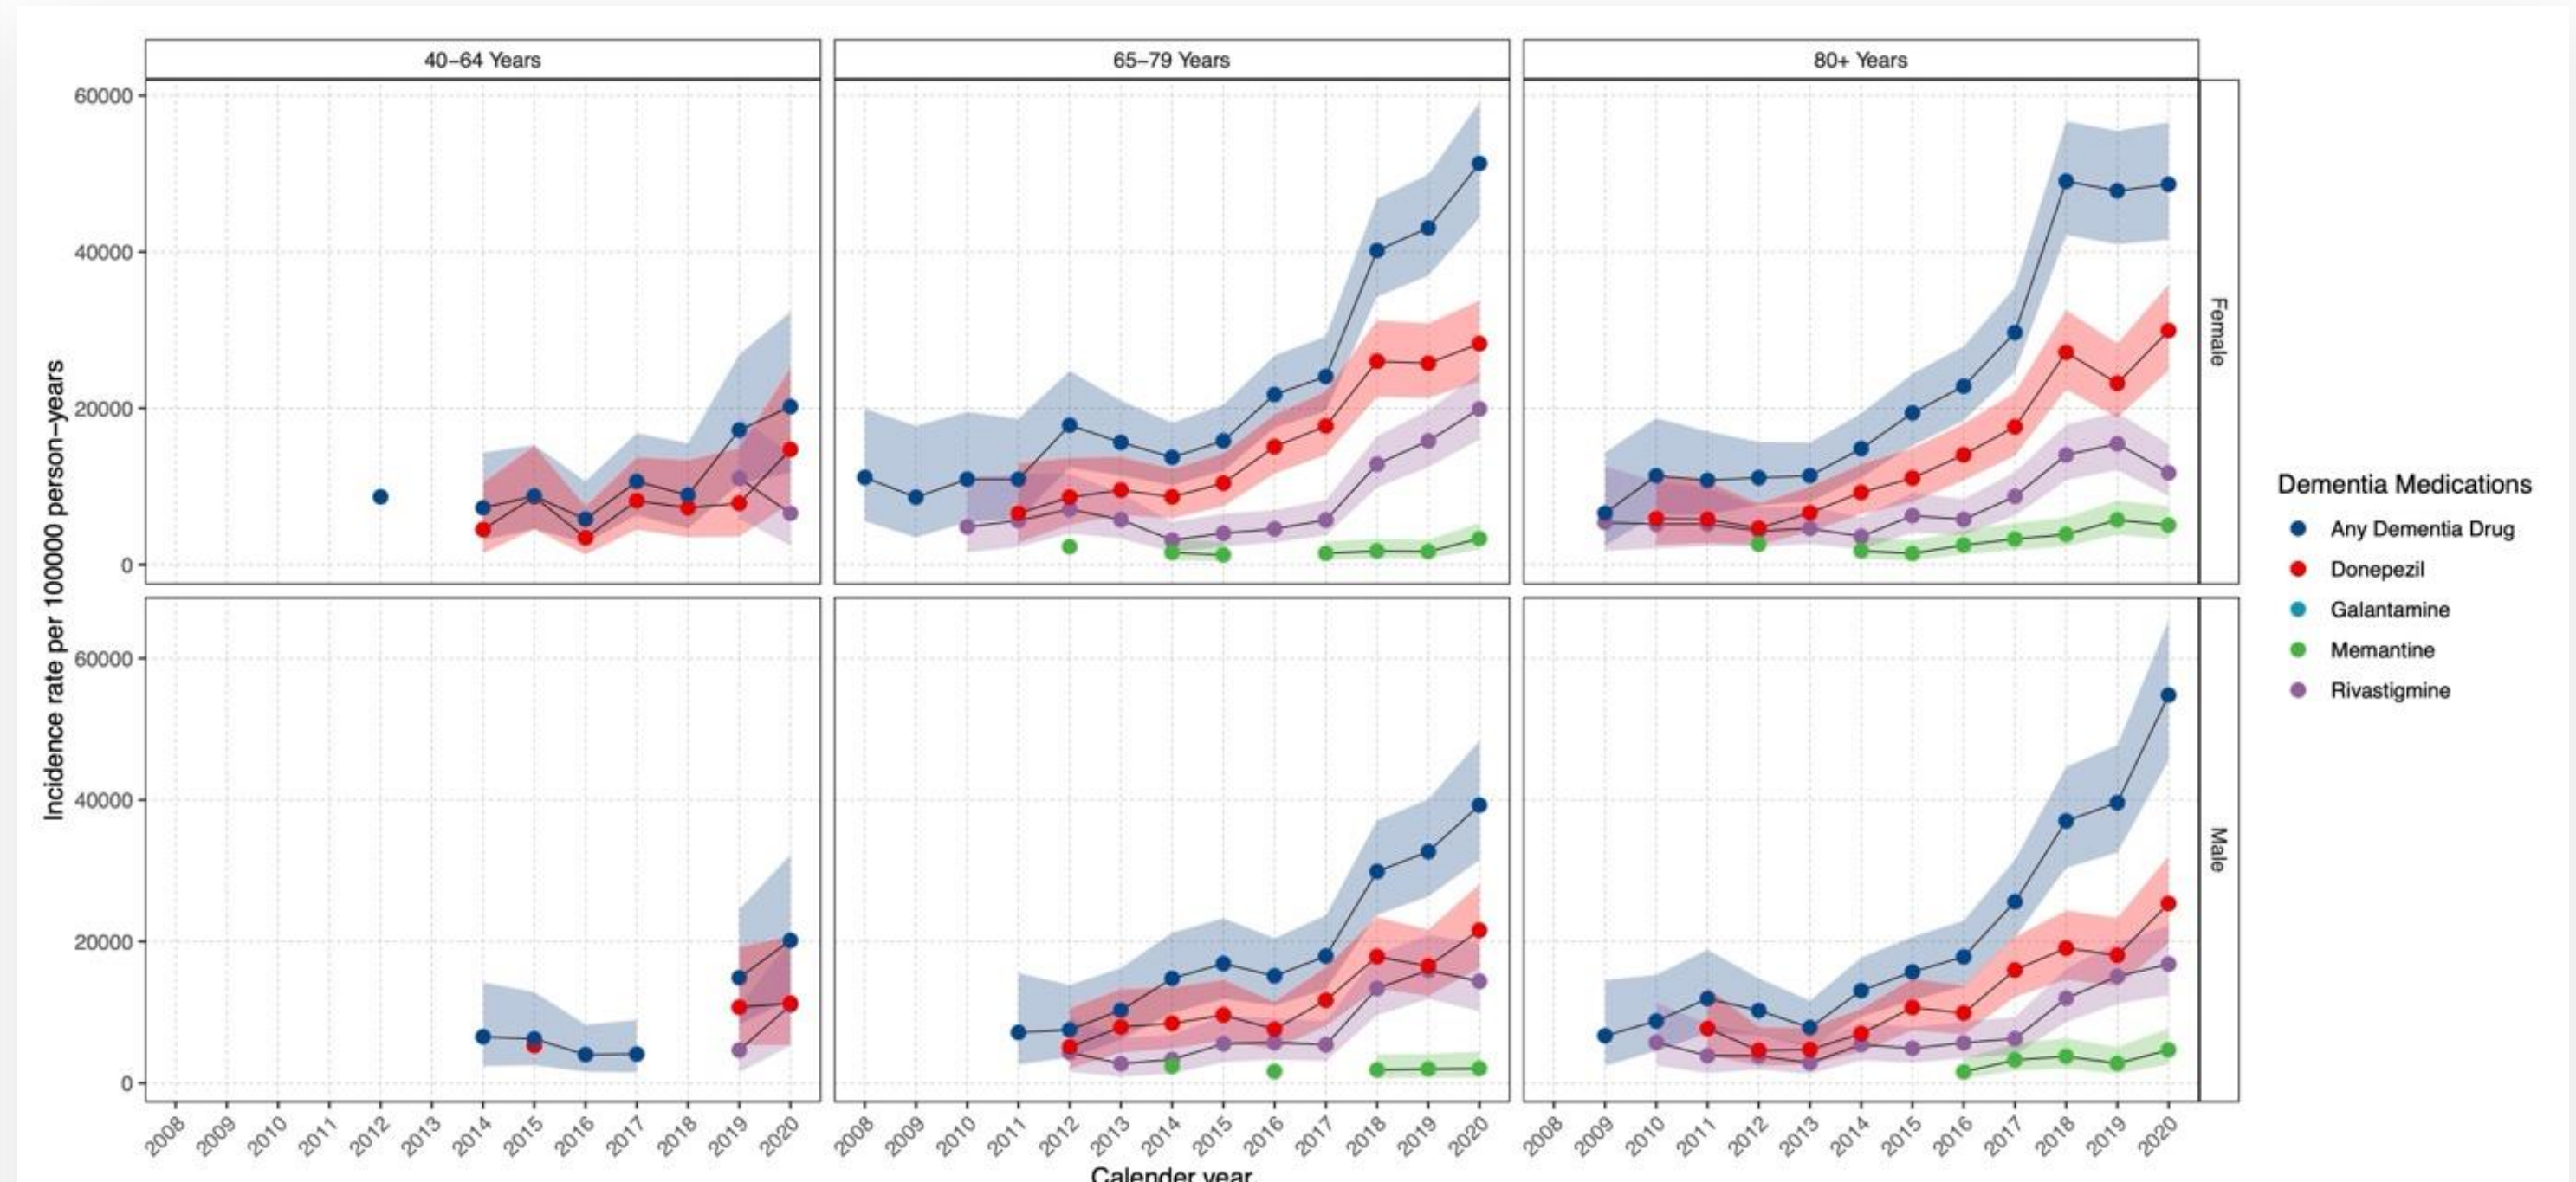 40–64 Years
65–79 Years
80+ Years
60000
40000
20000
0
Female
60000
40000
20000
0
Male
Incidence rate per 100000 person–years
2008 2009 2010 2011 2012 2013 2014 2015 2016 2017 2018 2019 2020
2008 2009 2010 2011 2012 2013 2014 2015 2016 2017 2018 2019 2020
2008 2009 2010 2011 2012 2013 2014 2015 2016 2017 2018 2019 2020
Calender year
Dementia Medications
Any Dementia Drug
Donepezil
Galantamine
Memantine
Rivastigmine